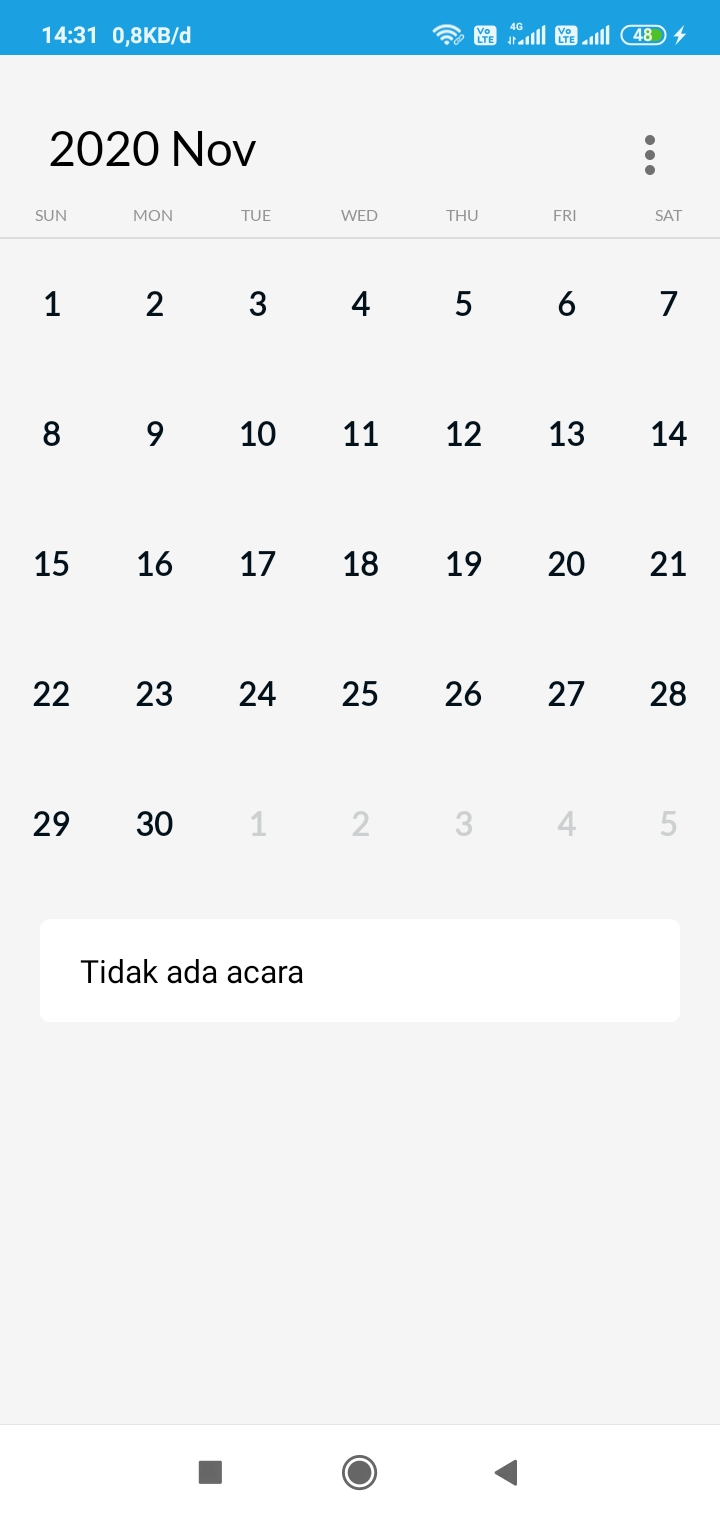 14:31 0,8KB/d Vo LTE 4G Vo LTE 48
2020 Nov
SUN MON TUE WED THU FRI SAT
1 2 3 4 5 6 7
8 9 10 11 12 13 14
15 16 17 18 19 20 21
22 23 24 25 26 27 28
29 30 1 2 3 4 5
Tidak ada acara